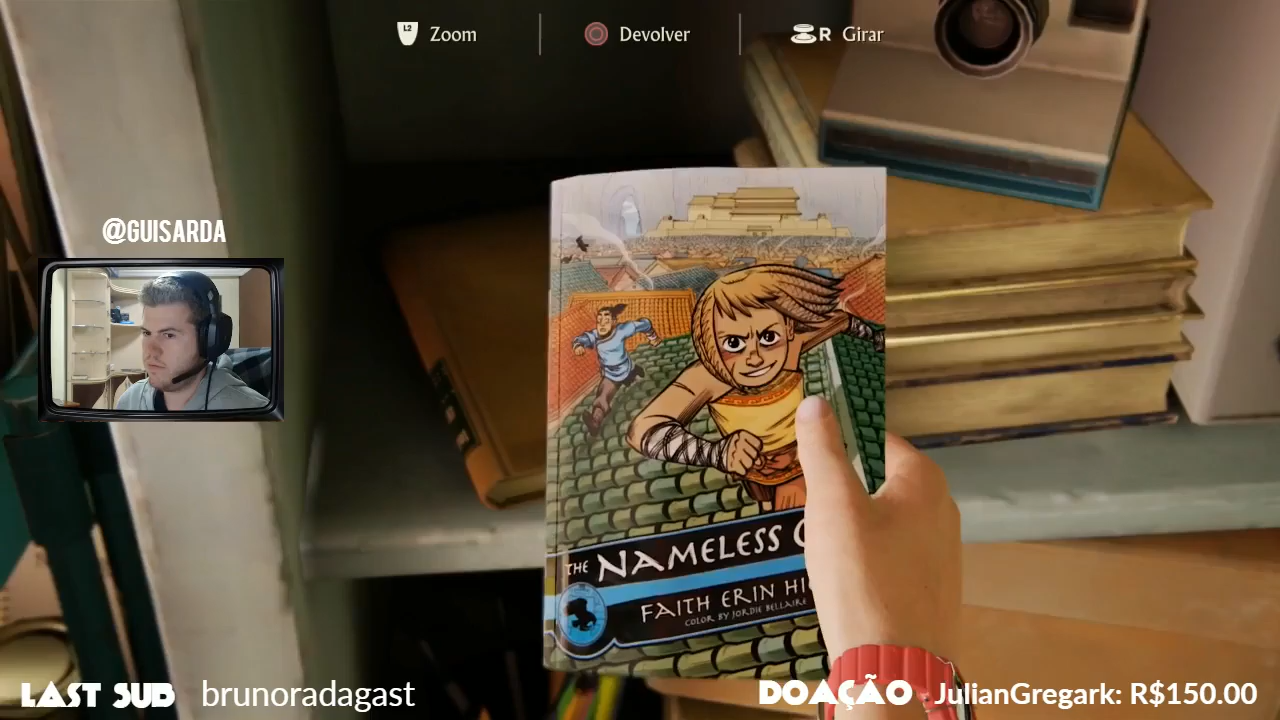 L2 Zoom
Devolver
R Girar
@GUISARDA
THE NAMELESS
FAITH ERIN
COLOR BY JORDIE BELLAIRE
LAST SUB brunoradagast
DOAÇÃO JulianGregark: R$150.00